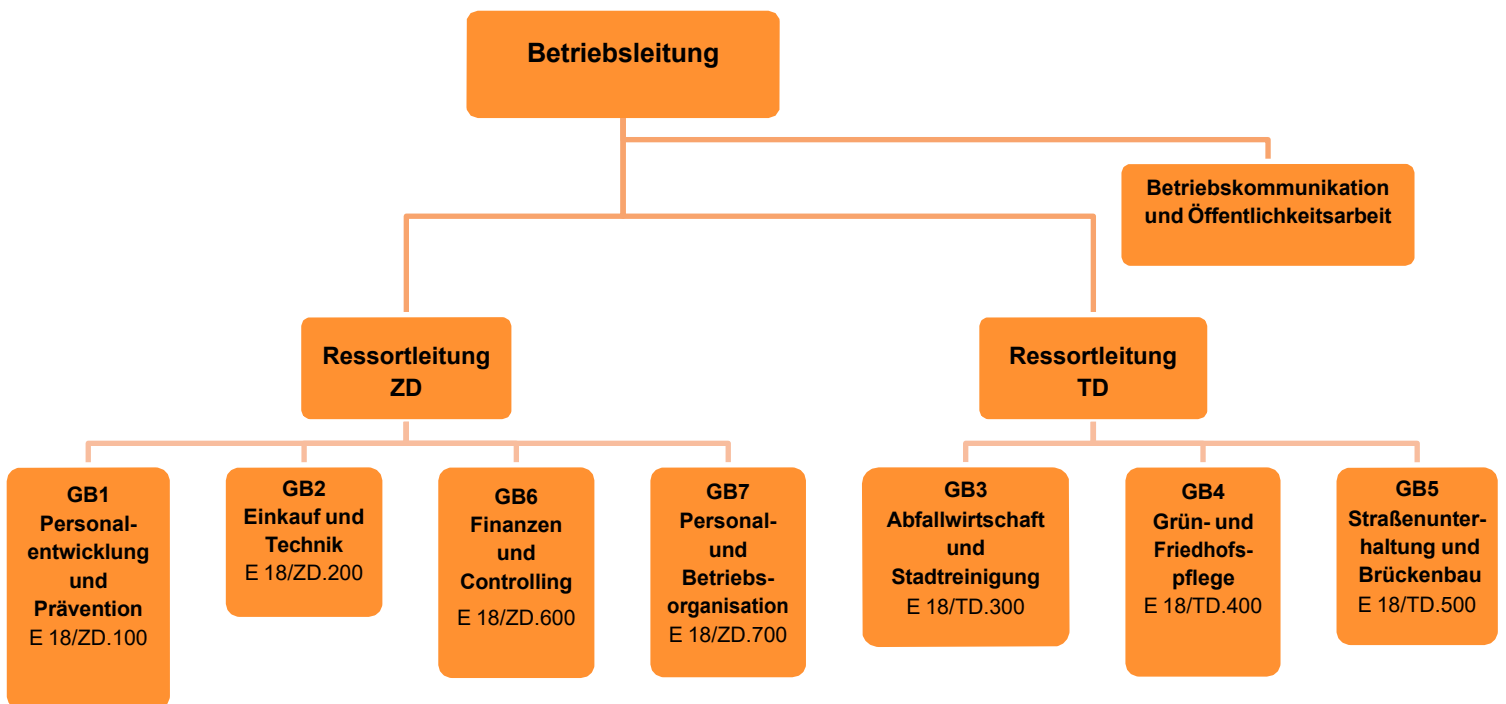 Betriebsleitung
Betriebskommunikation
und Öffentlichkeitsarbeit
Ressortleitung
ZD
Ressortleitung
TD
GB1
Personal-
entwicklung
und
Prävention
E 18/ZD.100
GB2
Einkauf und
Technik
E 18/ZD.200
GB6
Finanzen
und
Controlling
E 18/ZD.600
GB7
Personal-
und
Betriebs-
organisation
E 18/ZD.700
GB3
Abfallwirtschaft
und
Stadtreinigung
E 18/TD.300
GB4
Grün- und
Friedhofs-
pflege
E 18/TD.400
GB5
Straßenunter-
haltung und
Brückenbau
E 18/TD.500